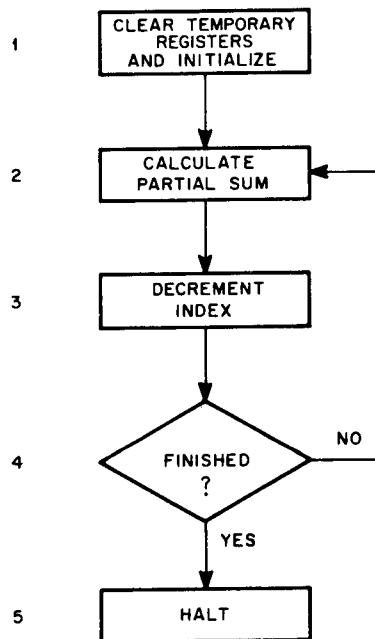 1
CLEAR TEMPORARY
REGISTERS
AND INITIALIZE
2
CALCULATE
PARTIAL SUM
3
DECREMENT
INDEX
4
FINISHED
?
NO
YES
5
HALT